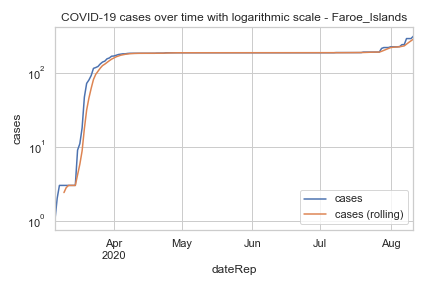 COVID-19 cases over time with logarithmic scale - Faroe_Islands
cases
10²
10¹
10⁰
Apr
2020
May
Jun
Jul
Aug
dateRep
cases
cases (rolling)